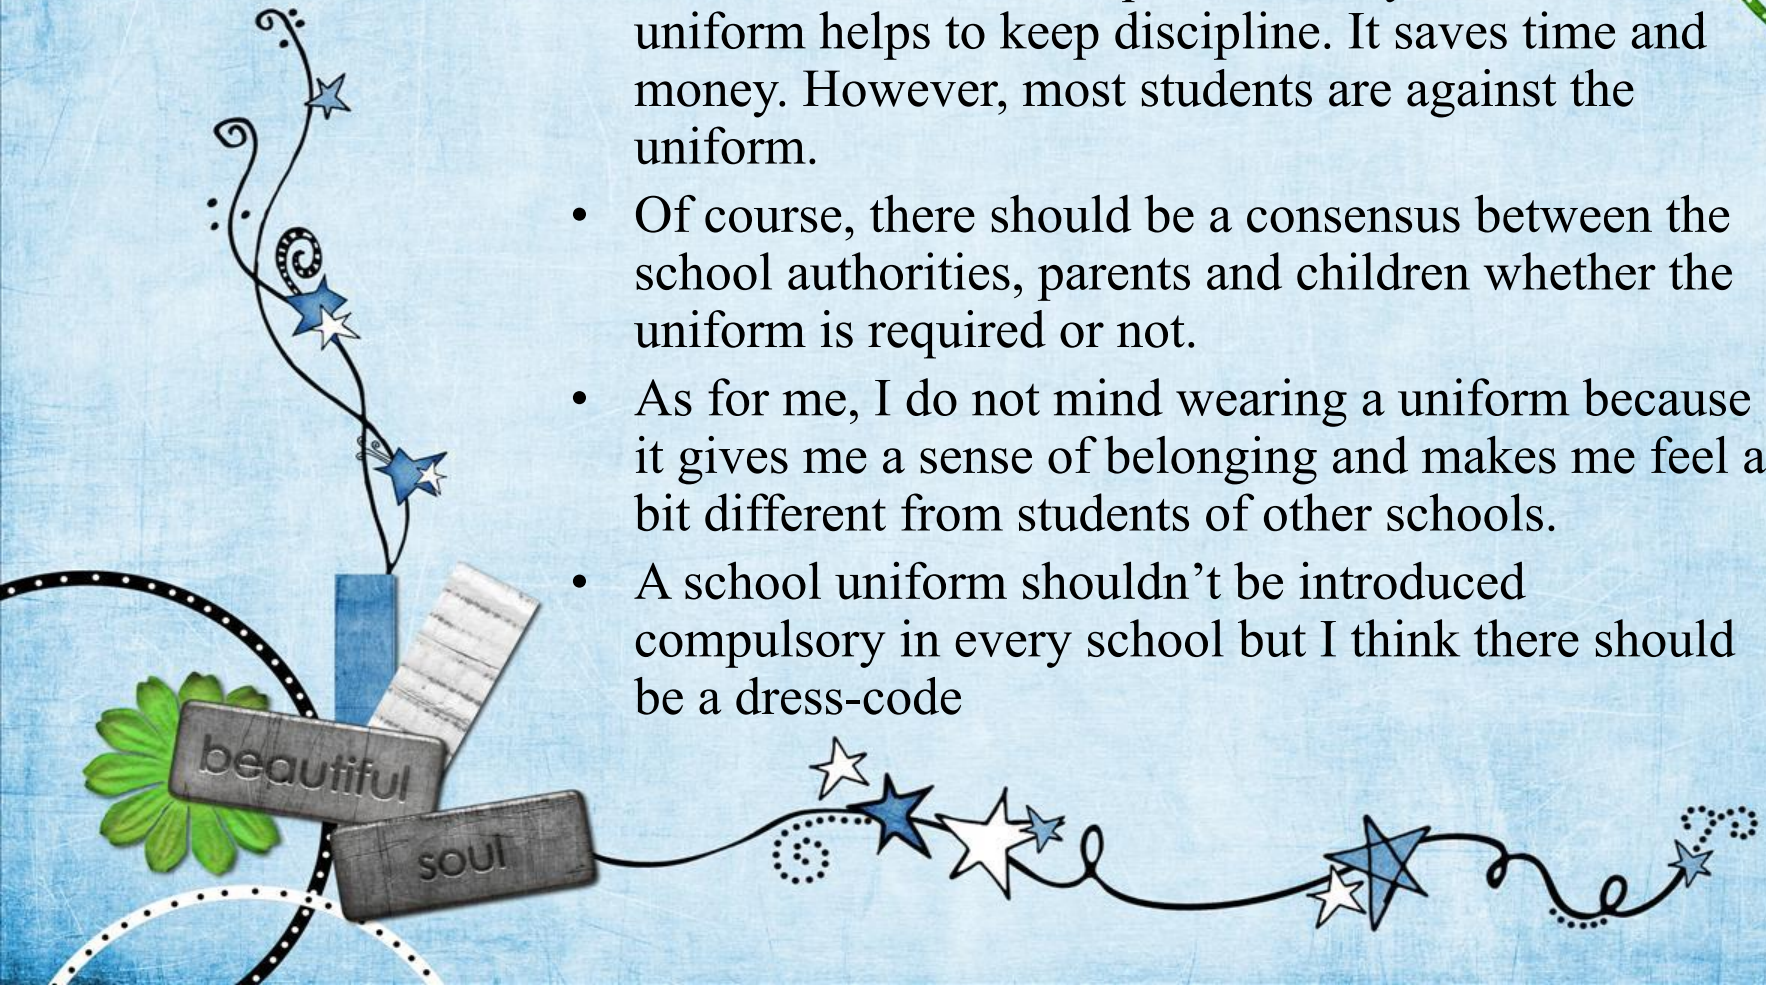 uniform helps to keep discipline. It saves time and
money. However, most students are against the
uniform.
• Of course, there should be a consensus between the
school authorities, parents and children whether the
uniform is required or not.
• As for me, I do not mind wearing a uniform because
it gives me a sense of belonging and makes me feel a
bit different from students of other schools.
• A school uniform shouldn’t be introduced
compulsory in every school but I think there should
be a dress-code
beautiful
soul